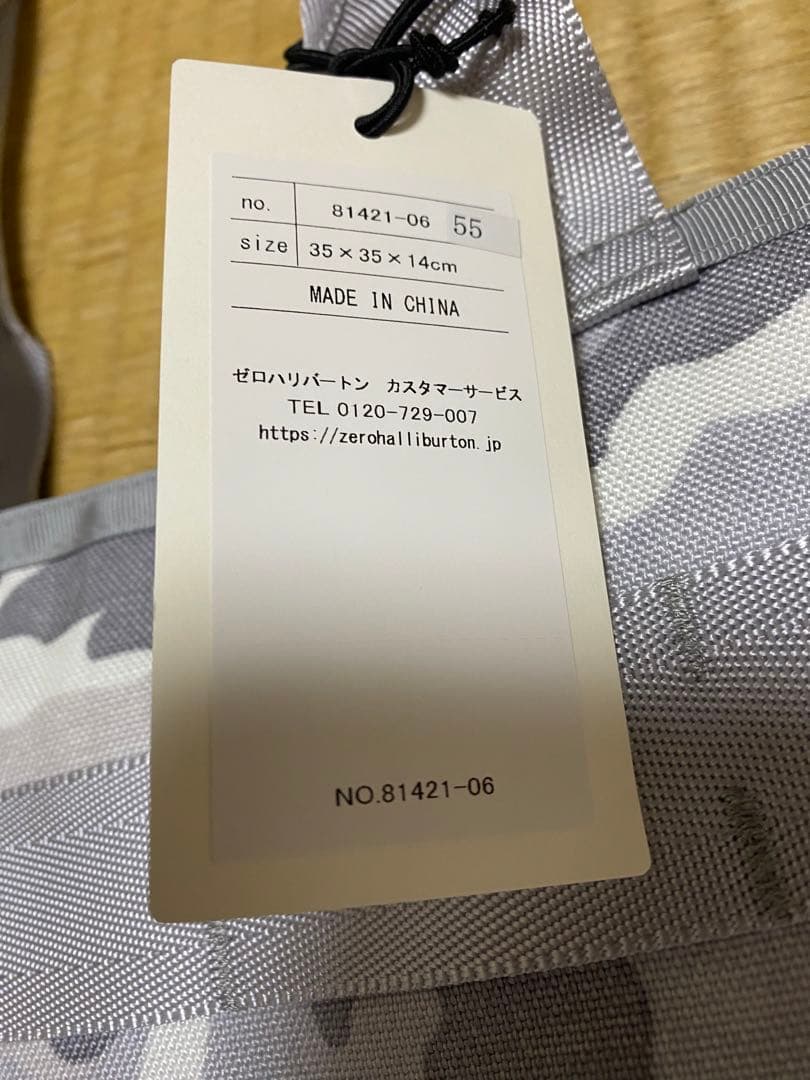 no. 81421-06 55
size 35×35×14cm
MADE IN CHINA
ゼロハリバートン カスタマーサービス
TEL 0120-729-007
https://zerohalliburton.jp
NO.81421-06